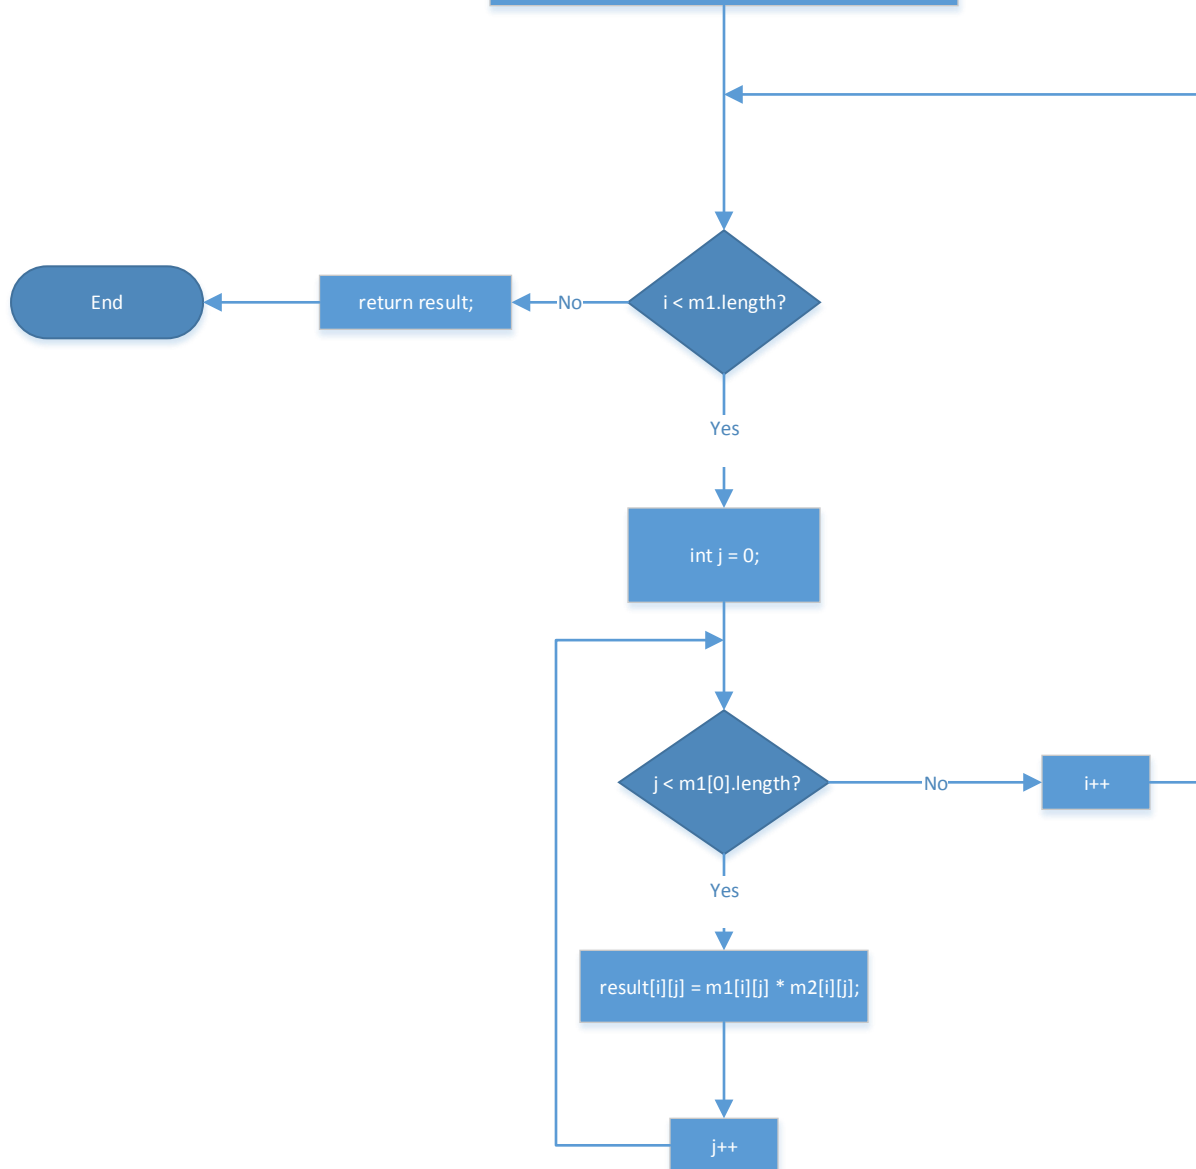 i < m1.length?
No
return result;
End
Yes
int j = 0;
j < m1[0].length?
No
i++
Yes
result[i][j] = m1[i][j] * m2[i][j];
j++